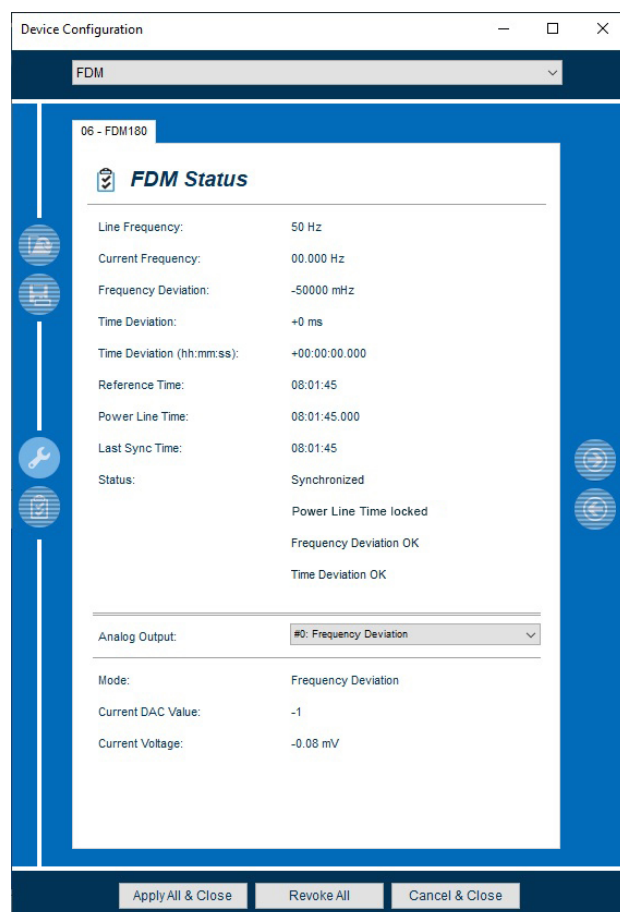 Device Configuration
FDM
06 - FDM180
FDM Status
Line Frequency: 50 Hz
Current Frequency: 00.000 Hz
Frequency Deviation: -50000 mHz
Time Deviation: +0 ms
Time Deviation (hh:mm:ss): +00:00:00.000
Reference Time: 08:01:45
Power Line Time: 08:01:45.000
Last Sync Time: 08:01:45
Status: Synchronized
Power Line Time locked
Frequency Deviation OK
Time Deviation OK
Analog Output: #0: Frequency Deviation
Mode: Frequency Deviation
Current DAC Value: -1
Current Voltage: -0.08 mV
Apply All & Close Revoke All Cancel & Close